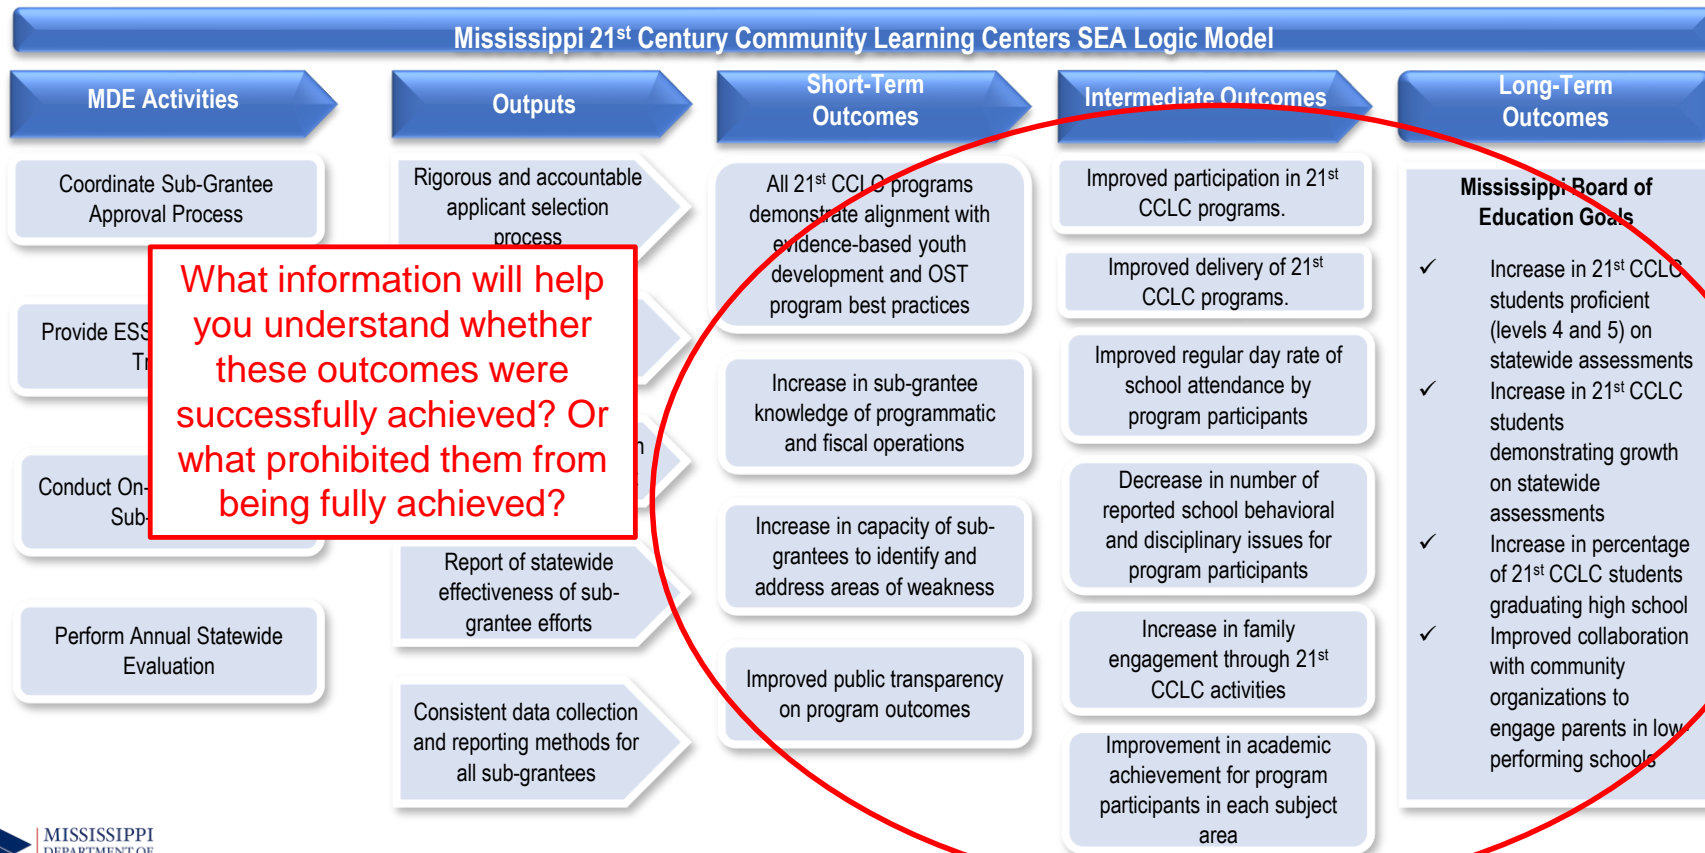 Mississippi 21st Century Community Learning Centers SEA Logic Model
MDE Activities
Coordinate Sub-Grantee
Approval Process
Provide ESS
Tr
Conduct On-
Sub-
Perform Annual Statewide
Evaluation
What information will help
you understand whether
these outcomes were
successfully achieved? Or
what prohibited them from
being fully achieved?
Outputs
Rigorous and accountable
applicant selection
process
Report of statewide
effectiveness of sub-
grantee efforts
Consistent data collection
and reporting methods for
all sub-grantees
Short-Term
Outcomes
All 21st CCLC programs
demonstrate alignment with
evidence-based youth
development and OST
program best practices
Increase in sub-grantee
knowledge of programmatic
and fiscal operations
Increase in capacity of sub-
grantees to identify and
address areas of weakness
Improved public transparency
on program outcomes
Intermediate Outcomes
Improved participation in 21st
CCLC programs.
Improved delivery of 21st
CCLC programs.
Improved regular day rate of
school attendance by
program participants
Decrease in number of
reported school behavioral
and disciplinary issues for
program participants
Increase in family
engagement through 21st
CCLC activities
Improvement in academic
achievement for program
participants in each subject
area
Long-Term
Outcomes
Mississippi Board of
Education Goals
✓ Increase in 21st CCLC
students proficient
(levels 4 and 5) on
statewide assessments
✓ Increase in 21st CCLC
students
demonstrating growth
on statewide
assessments
✓ Increase in percentage
of 21st CCLC students
graduating high school
✓ Improved collaboration
with community
organizations to
engage parents in low-
performing schools
MISSISSIPPI
DEPARTMENT OF